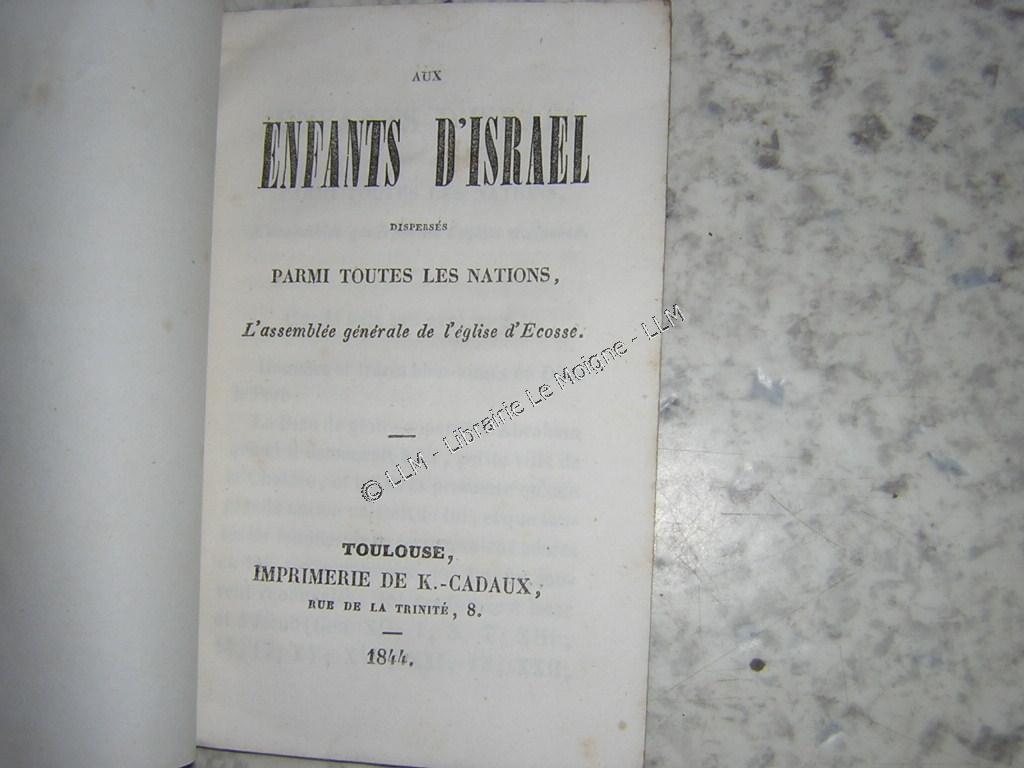 AUX
ENFANTS D'ISRAEL
DISPERSÉS
PARMI TOUTES LES NATIONS,
L'assemblée générale de l'église d'Ecosse.
© LLM - Librairie Le Moigne - LLM
TOULOUSE,
IMPRIMERIE DE K.-CADAUX,
RUE DE LA TRINITÉ, 8.
1844.